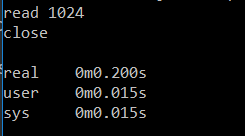 read 1024
close
real 0m0.200s
user 0m0.015s
sys 0m0.015s